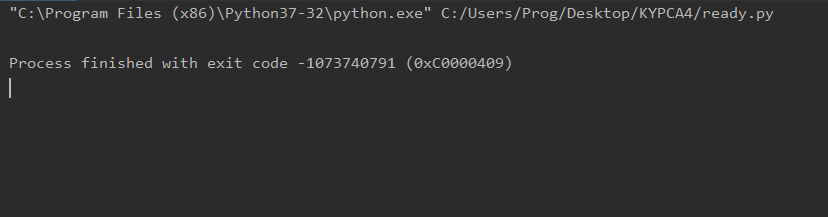 "C:\Program Files (x86)\Python37-32\python.exe" C:/Users/Prog/Desktop/KYPCA4/ready.py
Process finished with exit code -1073740791 (0xC0000409)